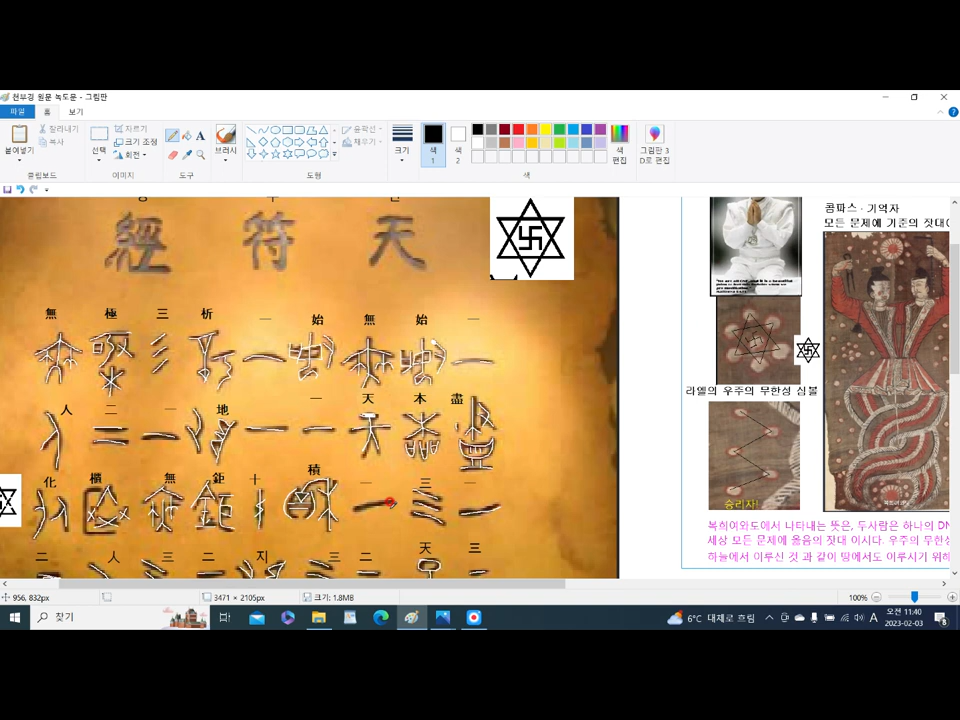 천부경 원문 녹도문 - 그림판
파일 홈 보기
붙여넣기
잘라내기
복사
클립보드
선택
자르기
크기 조정
회전
이미지
A
도구
브러시
윤곽선
채우기
도형
크기
색 1
색 2
색
색 편집
그림판 3D로 편집
經 符 天
無 極 三 析 一 始 無 始 一
人 二 一 地 一 天 本 盡
化 櫃 無 鉅 十 積 一 三 一
二 人 三 二 지 三 二 天 三
콤파스 · 기억자
모든 문제에 기준의 잣대
라엘의 우주의 무한성 심볼
승리자!
복희여와도에서 나타내는 뜻은, 두사람은 하나의 DN
세상 모든 문제에 올음의 잣대 이시다. 우주의 무한성
하늘에서 이루신 것 과 같이 땅에서도 이루시기 위해
956, 832px
3471 × 2105px
크기: 1.8MB
100%
찾기
6°C 대체로 흐림
A
오전 11:40
2023-02-03
8